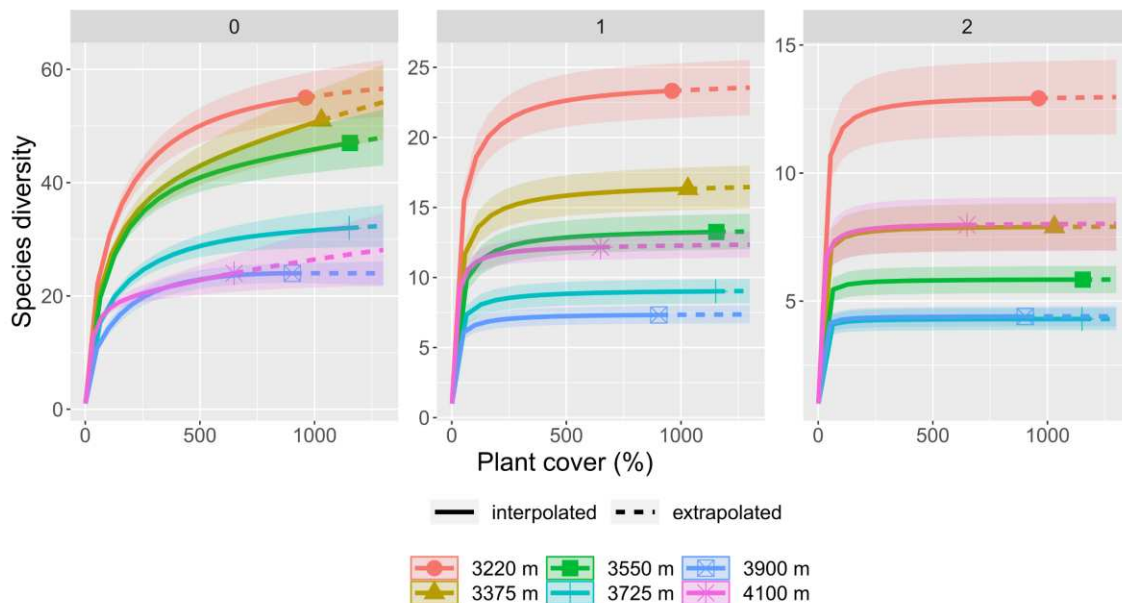 0 1 2
60
40
20
0
25
20
15
10
5
0
15
10
5
Species diversity
0 500 1000 0 500 1000 0 500 1000
Plant cover (%)
interpolated extrapolated
3220 m 3550 m 3900 m
3375 m 3725 m 4100 m